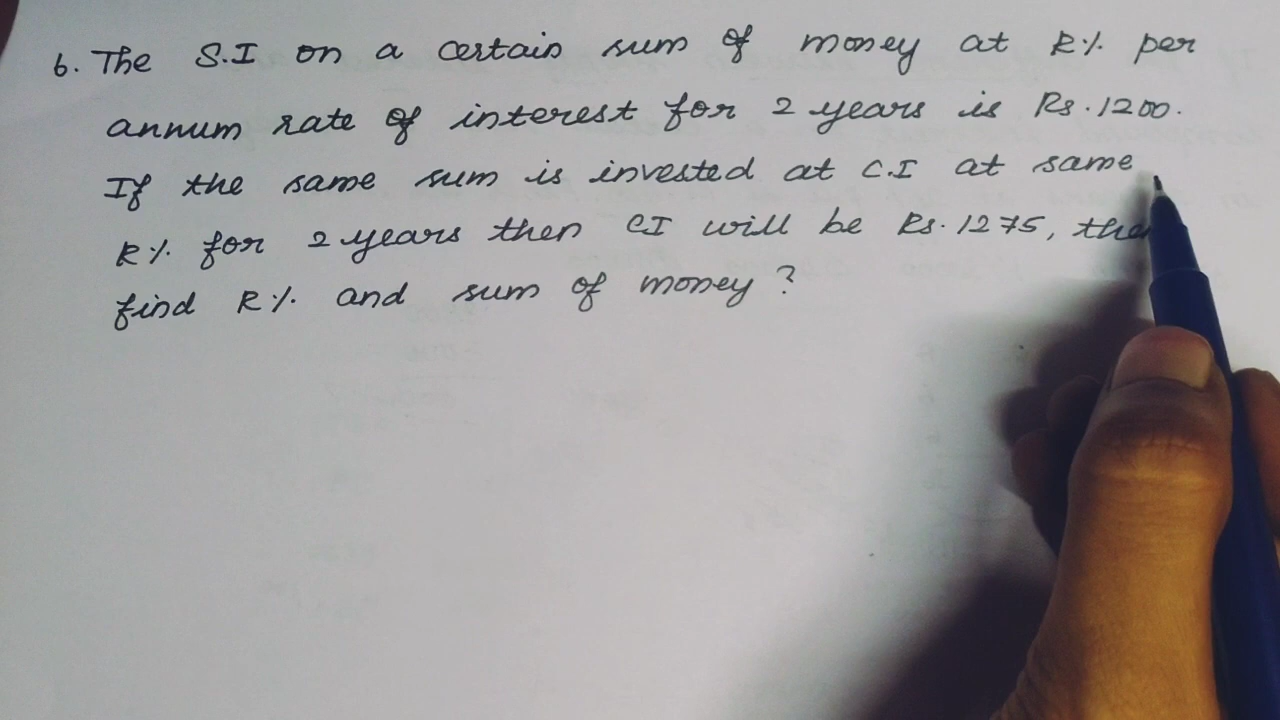 6. The S.I on a certain sum of money at R% per
annum rate of interest for 2 years is Rs.1200.
If the same sum is invested at C.I at same
R% for 2 years then CI will be Rs.1275, then
find R% and sum of money?